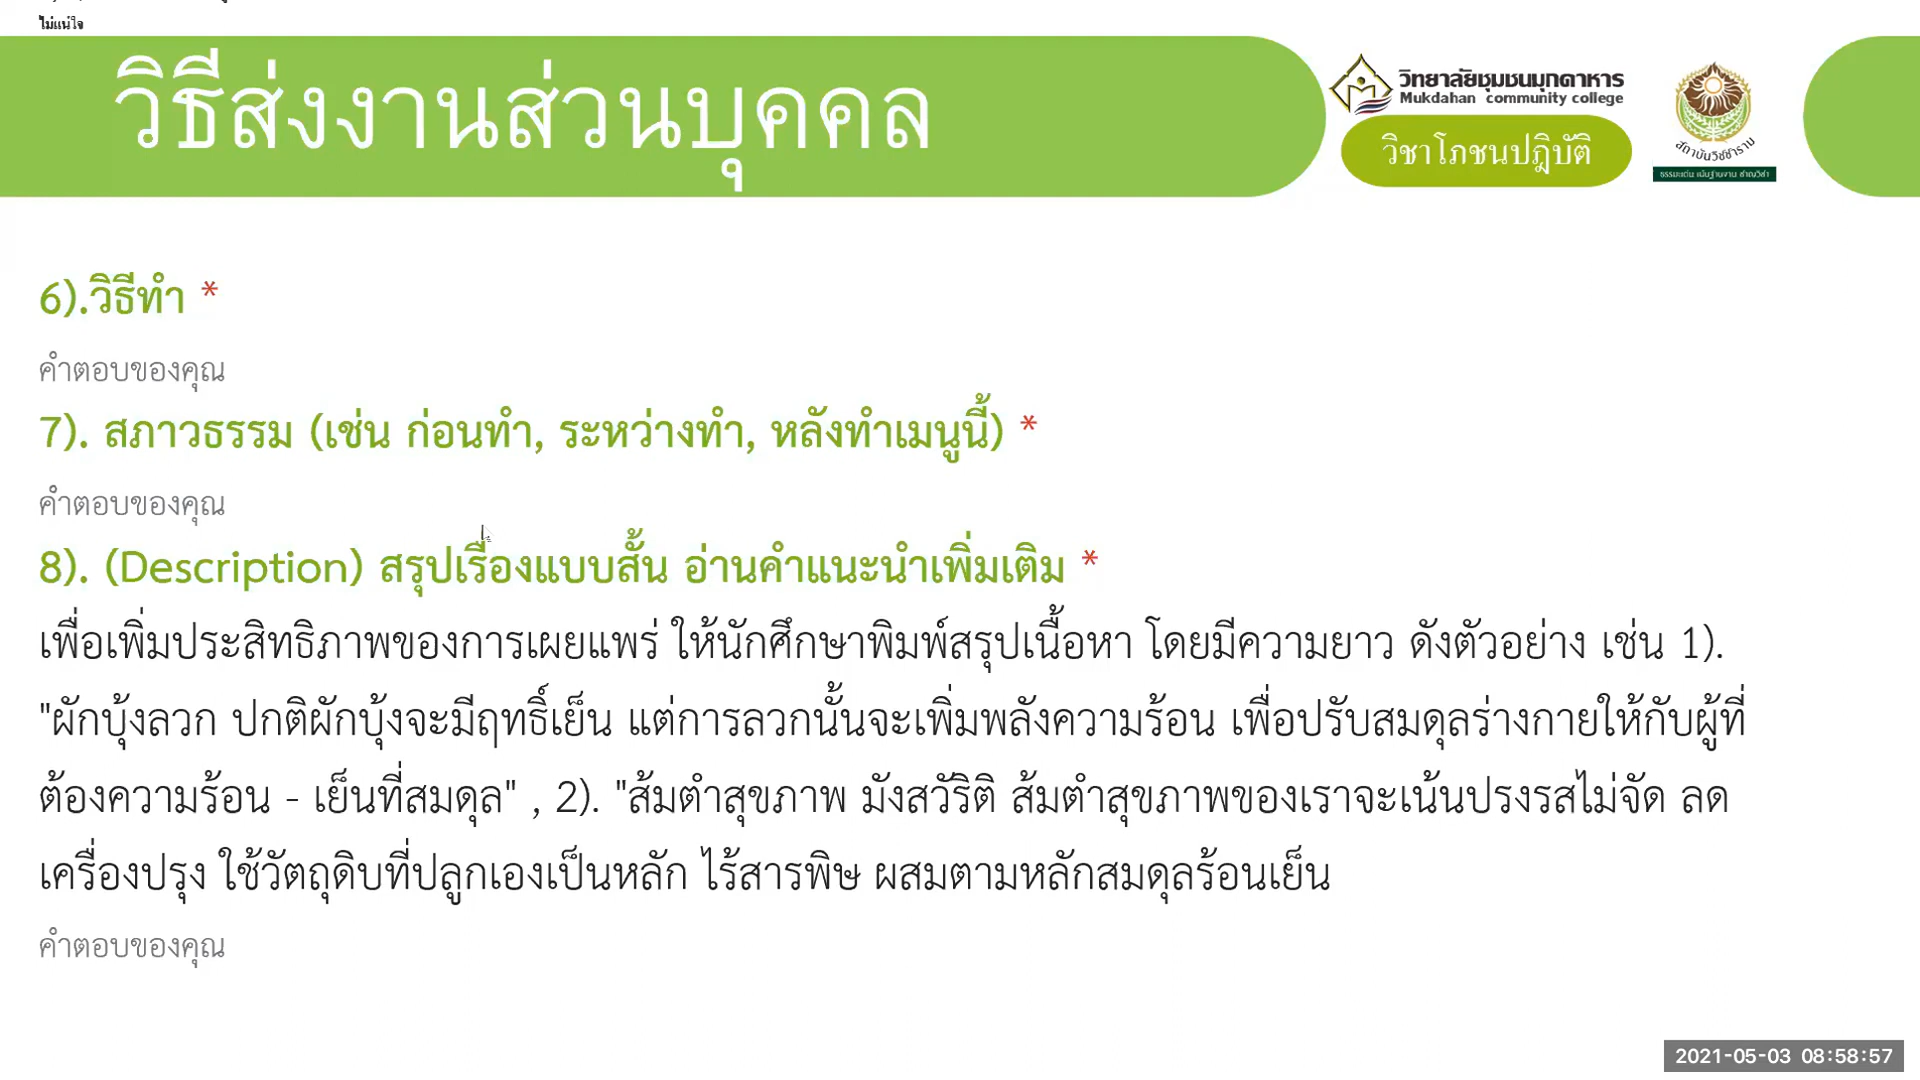 ไม่แน่ใจ
วิธีส่งงานส่วนบุคคล
วิทยาลัยชุมชนมุกดาหาร
Mukdahan community college
วิชาโภชนปฏิบัติ
สถาบันวิชชาราม
6).วิธีทำ *
คำตอบของคุณ
7). สภาวธรรม (เช่น ก่อนทำ, ระหว่างทำ, หลังทำเมนูนี้) *
คำตอบของคุณ
8). (Description) สรุปเรื่องแบบสั้น อ่านคำแนะนำเพิ่มเติม *
เพื่อเพิ่มประสิทธิภาพของการเผยแพร่ ให้นักศึกษาพิมพ์สรุปเนื้อหา โดยมีความยาว ดังตัวอย่าง เช่น 1).
"ผักบุ้งลวก ปกติผักบุ้งจะมีฤทธิ์เย็น แต่การลวกนั้นจะเพิ่มพลังความร้อน เพื่อปรับสมดุลร่างกายให้กับผู้ที่
ต้องความร้อน - เย็นที่สมดุล" , 2). "ส้มตำสุขภาพ มังสวิรัติ ส้มตำสุขภาพของเราจะเน้นปรงรสไม่จัด ลด
เครื่องปรุง ใช้วัตถุดิบที่ปลูกเองเป็นหลัก ไร้สารพิษ ผสมตามหลักสมดุลร้อนเย็น
คำตอบของคุณ
2021-05-03 08:58:57